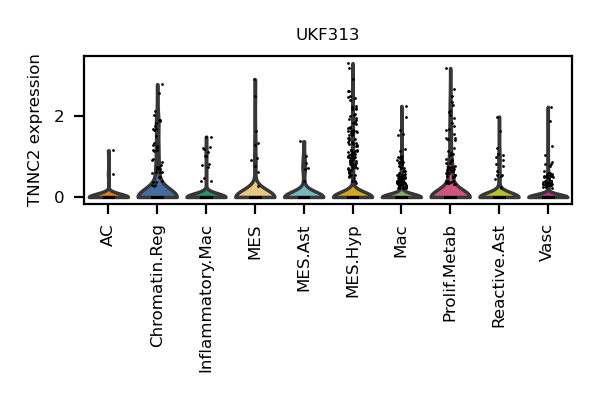 UKF313
TNNC2 expression
2
0
AC
Chromatin.Reg
Inflammatory.Mac
MES
MES.Ast
MES.Hyp
Mac
Prolif.Metab
Reactive.Ast
Vasc